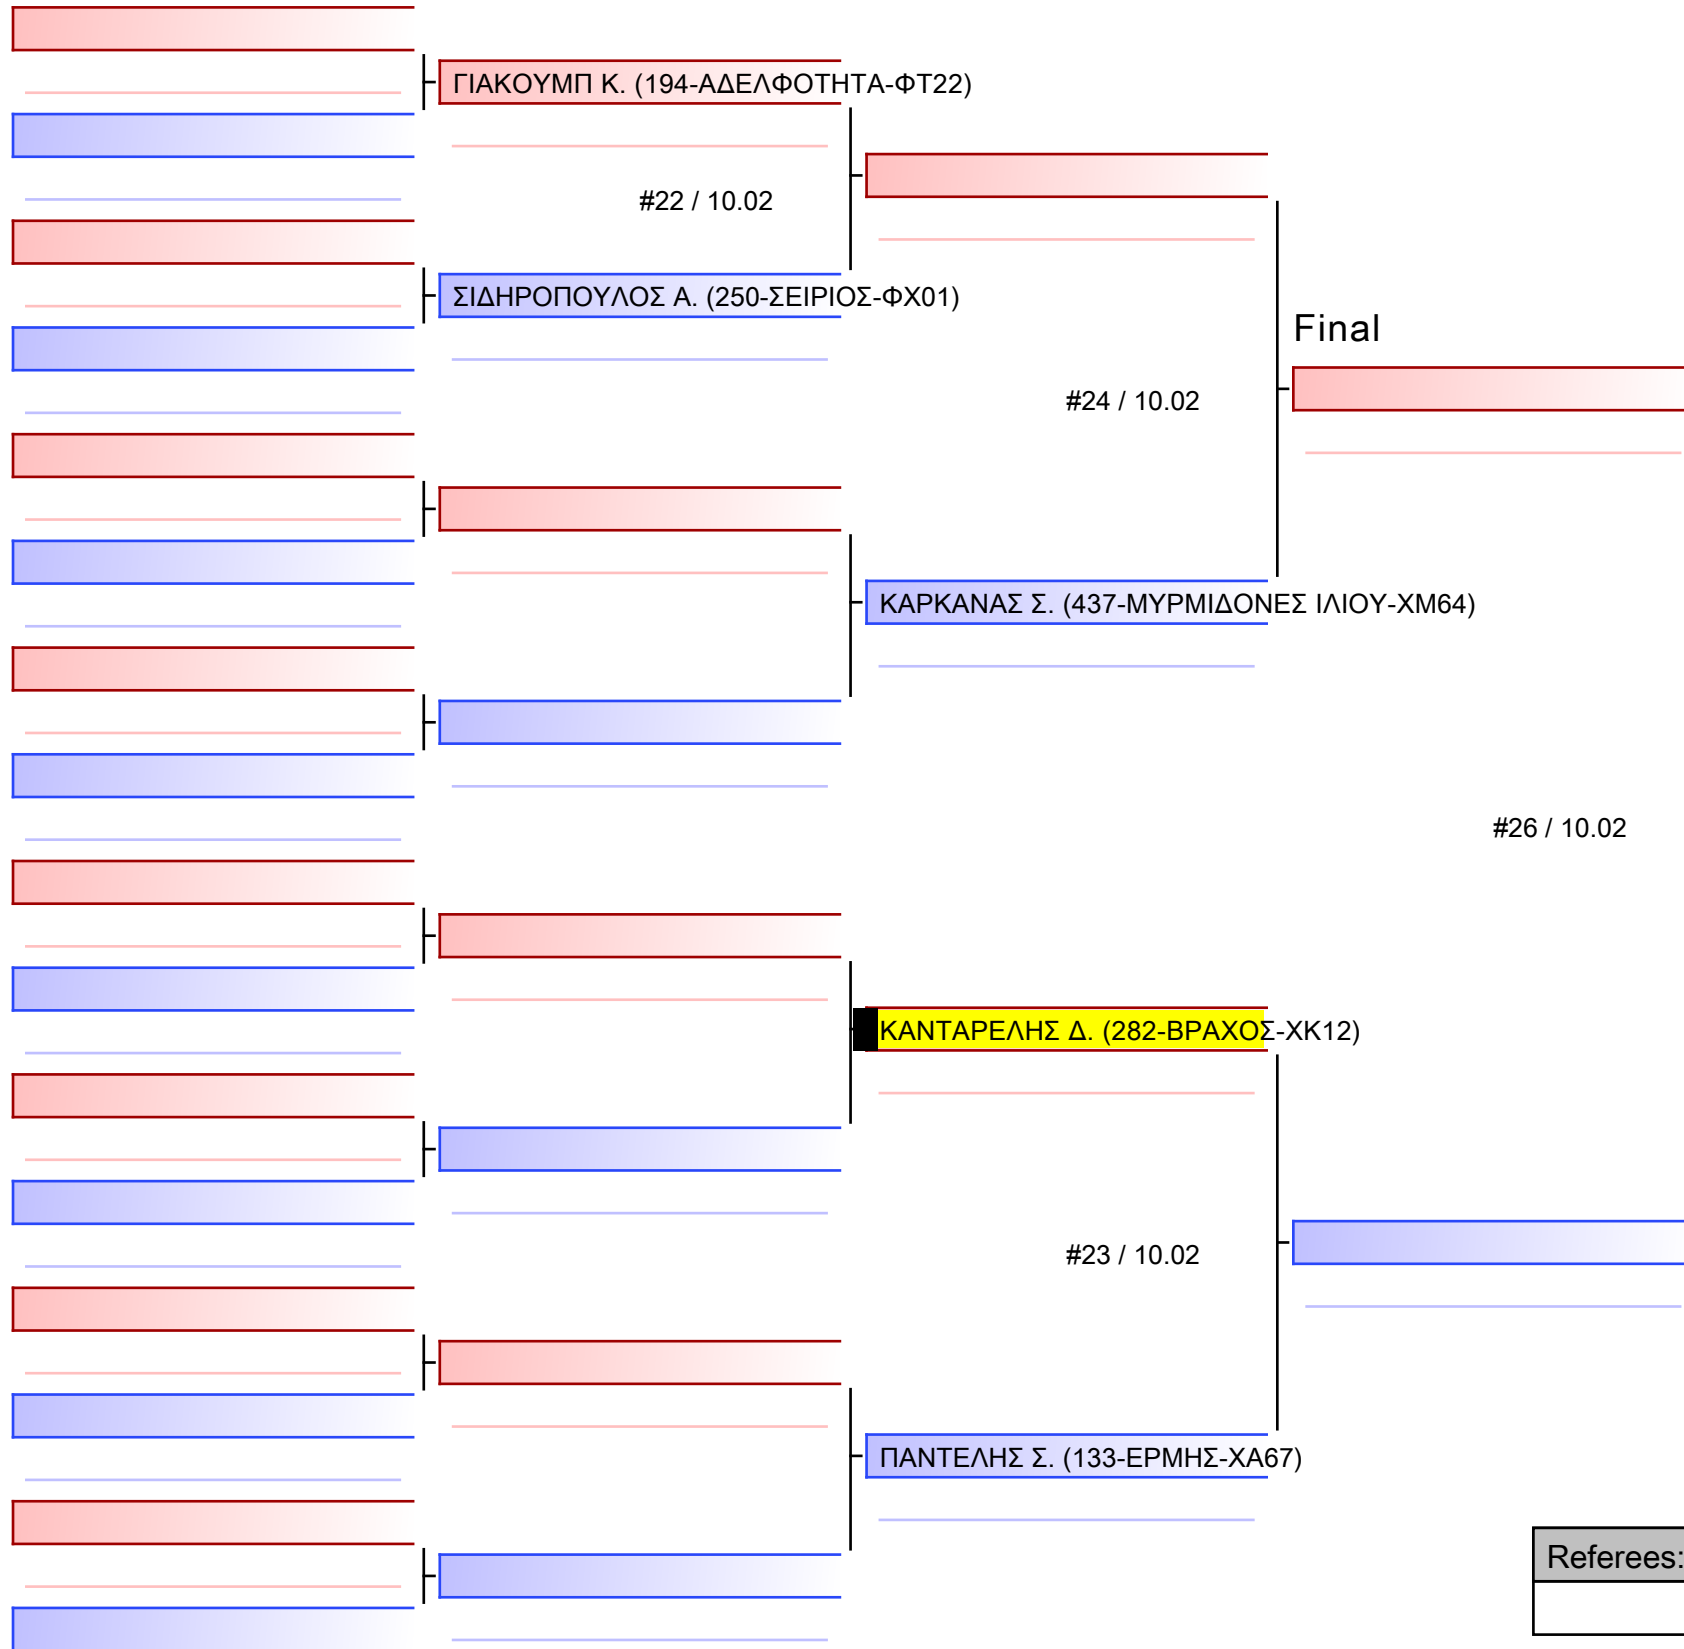 ΓΙΑΚΟΥΜΠ Κ. (194-ΑΔΕΛΦΟΤΗΤΑ-ΦΤ22)
#22 / 10.02
ΣΙΔΗΡΟΠΟΥΛΟΣ Α. (250-ΣΕΙΡΙΟΣ-ΦΧ01)
Final
#24 / 10.02
ΚΑΡΚΑΝΑΣ Σ. (437-ΜΥΡΜΙΔΟΝΕΣ ΙΛΙΟΥ-ΧΜ64)
#26 / 10.02
ΚΑΝΤΑΡΕΛΗΣ Δ. (282-ΒΡΑΧΟΣ-ΧΚ12)
#23 / 10.02
ΠΑΝΤΕΛΗΣ Σ. (133-ΕΡΜΗΣ-ΧΑ67)
Referees: